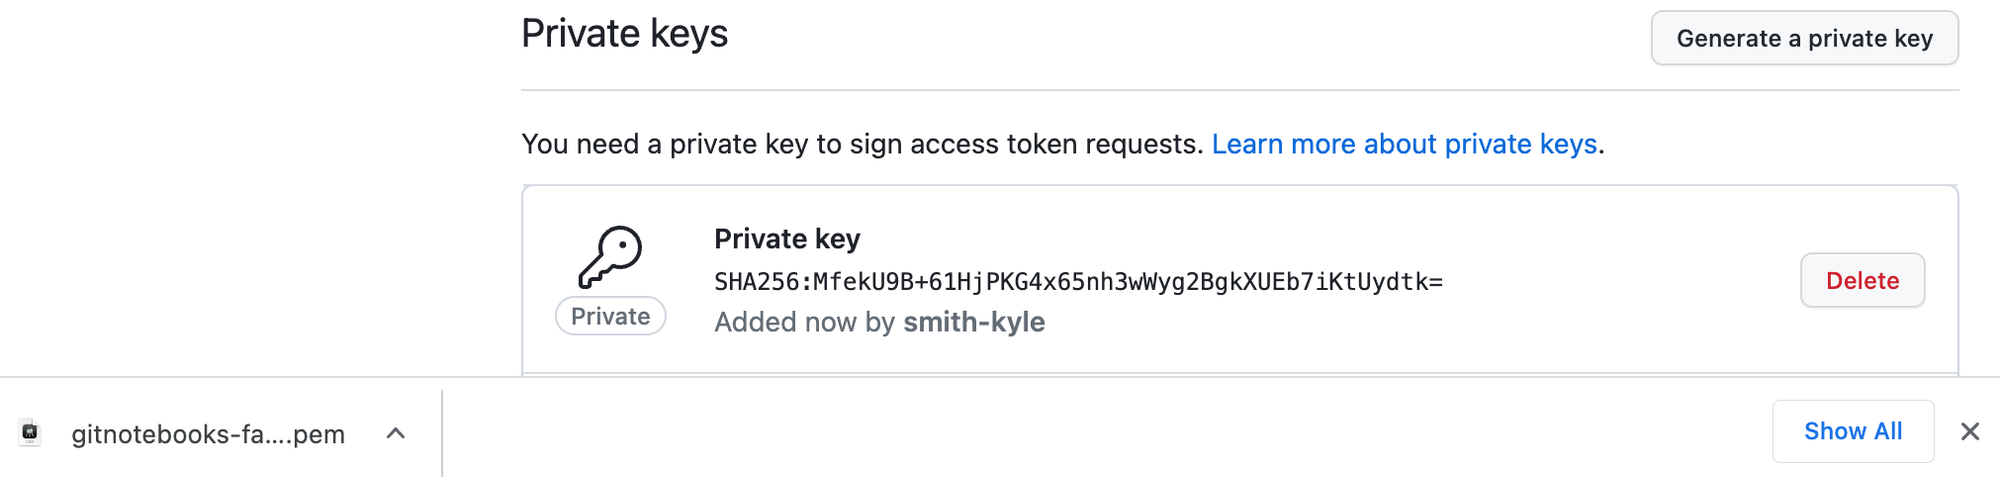 Private keys
Generate a private key
You need a private key to sign access token requests. Learn more about private keys.
Private key
SHA256:MfekU9B+61HjPKG4x65nh3wWyg2BgkXUEb7iKtUydtk=
Delete
Private
Added now by smith-kyle
gitnotebooks-fa....pem
Show All